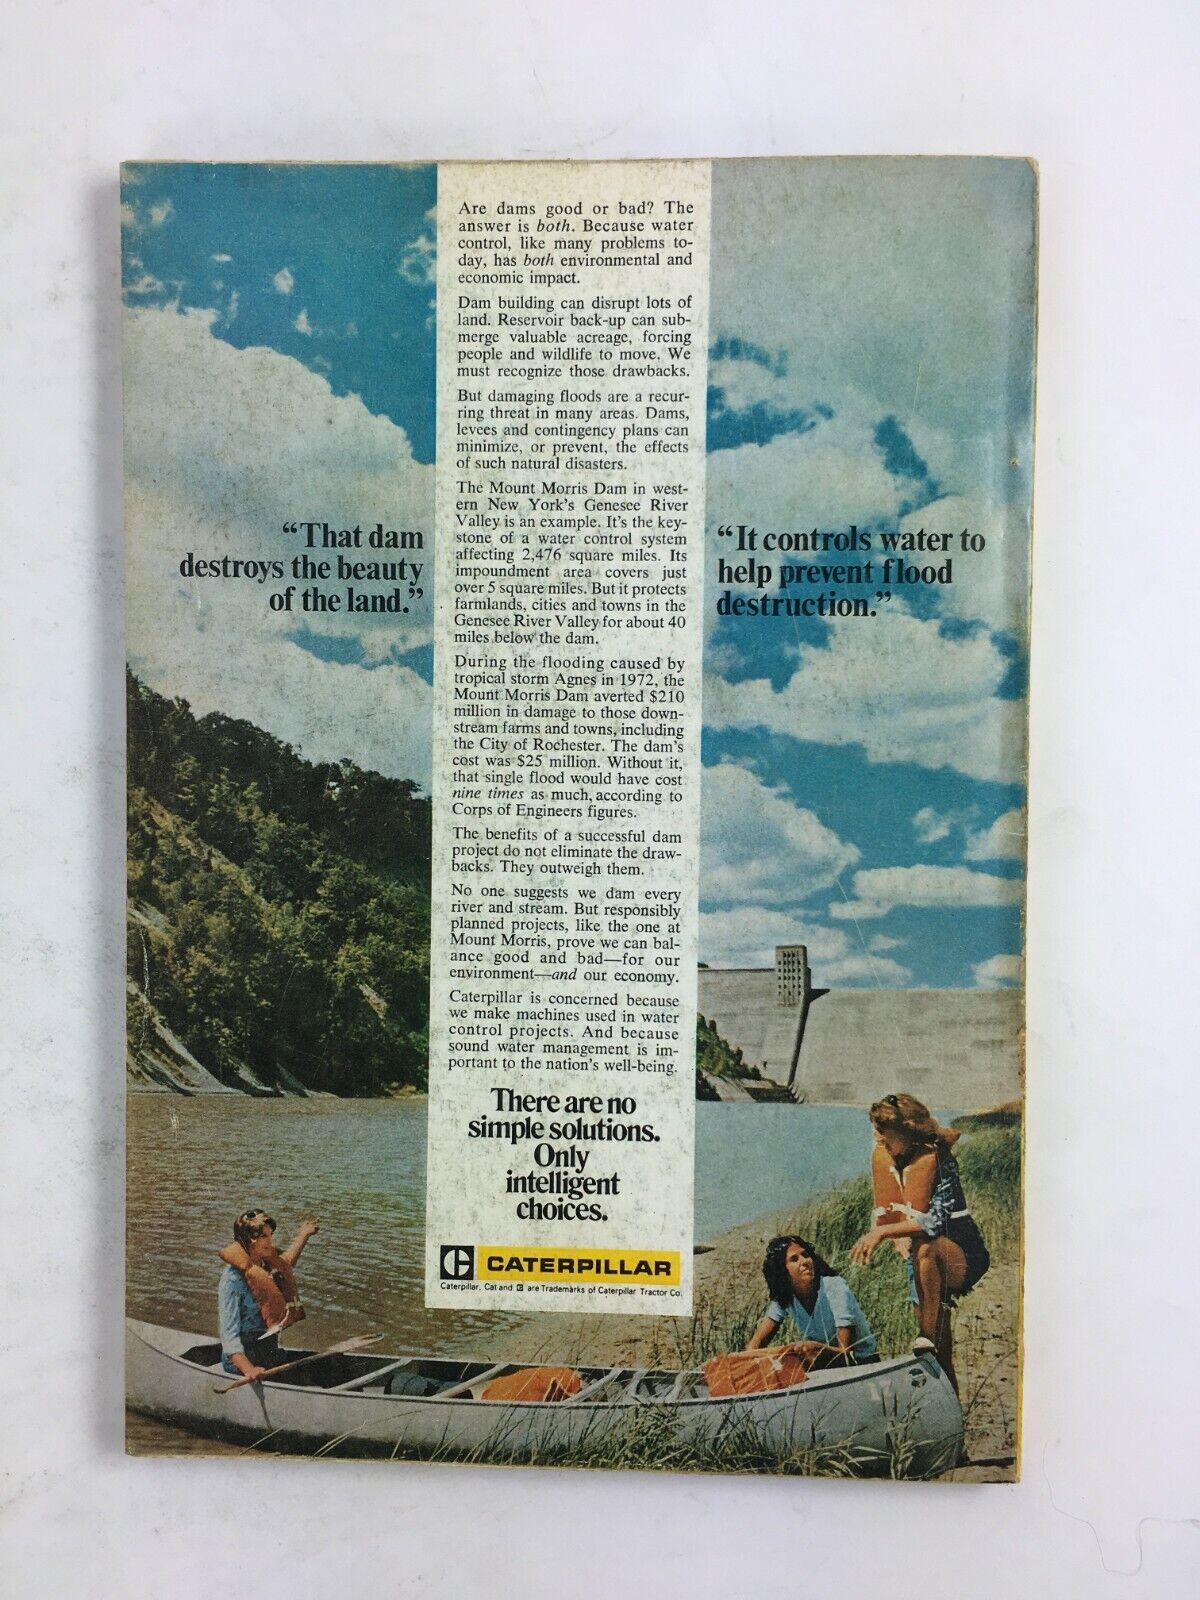 “That dam
destroys the beauty
of the land.”
Are dams good or bad? The
answer is both. Because water
control, like many problems to-
day, has both environmental and
economic impact.
Dam building can disrupt lots of
land. Reservoir back-up can sub-
merge valuable acreage, forcing
people and wildlife to move. We
must recognize those drawbacks.
But damaging floods are a recur-
ring threat in many areas. Dams,
levees and contingency plans can
minimize, or prevent, the effects
of such natural disasters.
The Mount Morris Dam in west-
ern New York's Genesee River
Valley is an example. It's the key-
stone of a water control system
affecting 2,476 square miles. Its
impoundment area covers just
over 5 square miles. But it protects
farmlands, cities and towns in the
Genesee River Valley for about 40
miles below the dam.
During the flooding caused by
tropical storm Agnes in 1972, the
Mount Morris Dam averted $210
million in damage to those down-
stream farms and towns, including
the City of Rochester. The dam's
cost was $25 million. Without it,
that single flood would have cost
nine times as much, according to
Corps of Engineers figures.
The benefits of a successful dam
project do not eliminate the draw-
backs. They outweigh them.
No one suggests we dam every
river and stream. But responsibly
planned projects, like the one at
Mount Morris, prove we can bal-
ance good and bad—for our
environment—and our economy.
Caterpillar is concerned because
we make machines used in water
control projects. And because
sound water management is im-
portant to the nation's well-being.
There are no
simple solutions.
Only
intelligent
choices.
C CATERPILLAR
Caterpillar, Cat and C are Trademarks of Caterpillar Tractor Co.
“It controls water to
help prevent flood
destruction.”